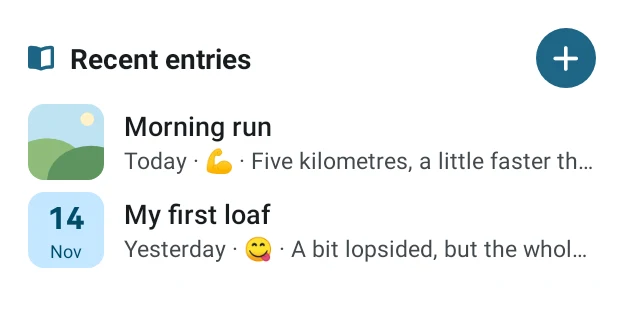 Recent entries
Morning run
Today · 💪 · Five kilometres, a little faster th…
14
Nov
My first loaf
Yesterday · 😋 · A bit lopsided, but the whol…